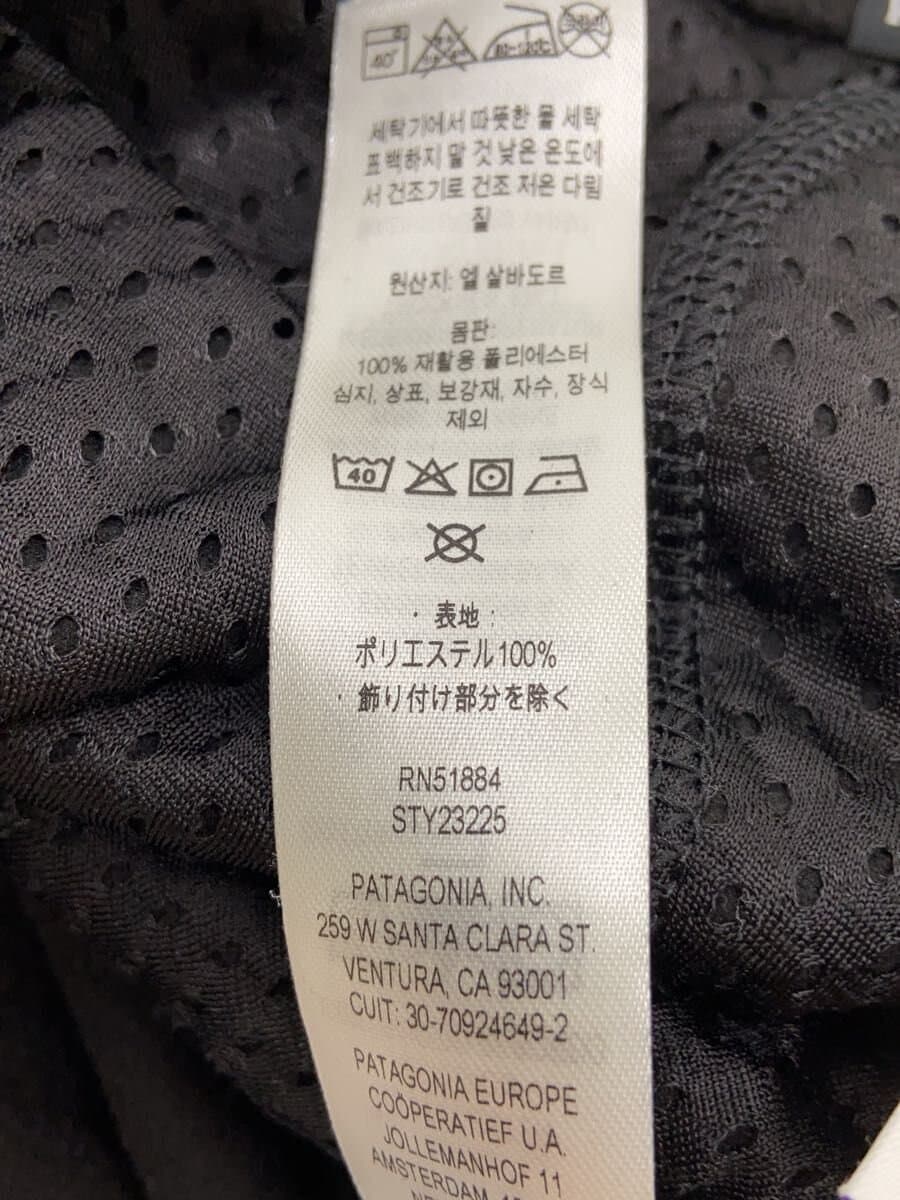 40°
80~120℃
세탁기에서 따뜻한 물 세탁
표백하지 말 것 낮은 온도에
서 건조기로 건조 저온 다림
질
원산지: 엘 살바도르
몸판:
100% 재활용 폴리에스터
심지, 상표, 보강재, 자수, 장식
제외
40
・表地 :
ポリエステル100%
・飾り付け部分を除く
RN51884
STY23225
PATAGONIA, INC.
259 W SANTA CLARA ST.
VENTURA, CA 93001
CUIT: 30-70924649-2
PATAGONIA EUROPE
COÖPERATIEF U.A.
JOLLEMANHOF 11
AMSTERDAM,